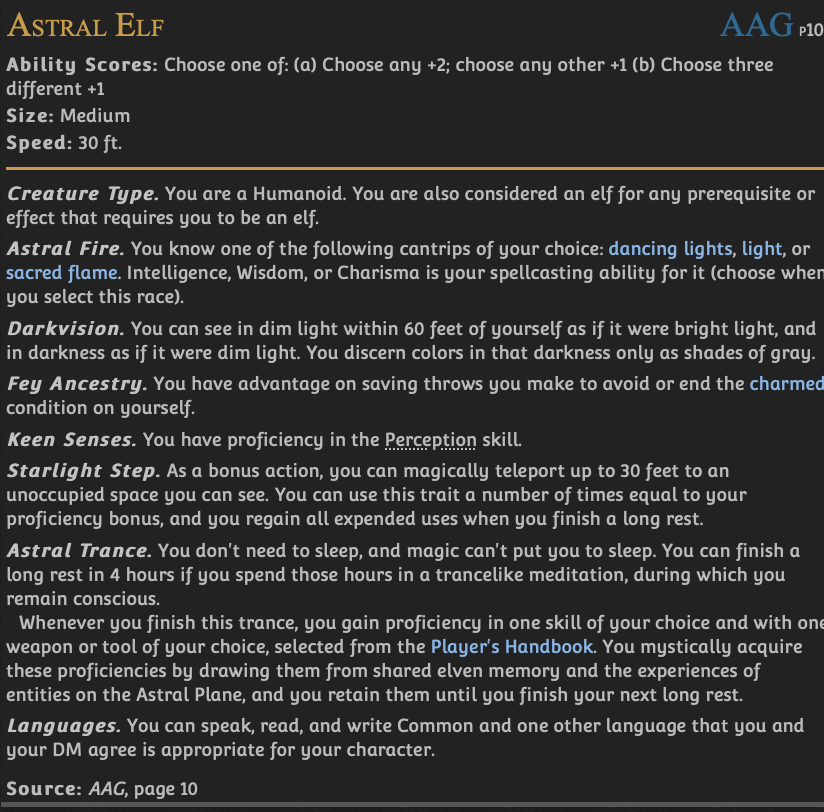 Astral Elf AAG p10
Ability Scores: Choose one of: (a) Choose any +2; choose any other +1 (b) Choose three
different +1
Size: Medium
Speed: 30 ft.
Creature Type. You are a Humanoid. You are also considered an elf for any prerequisite or
effect that requires you to be an elf.
Astral Fire. You know one of the following cantrips of your choice: dancing lights, light, or
sacred flame. Intelligence, Wisdom, or Charisma is your spellcasting ability for it (choose when
you select this race).
Darkvision. You can see in dim light within 60 feet of yourself as if it were bright light, and
in darkness as if it were dim light. You discern colors in that darkness only as shades of gray.
Fey Ancestry. You have advantage on saving throws you make to avoid or end the charmed
condition on yourself.
Keen Senses. You have proficiency in the Perception skill.
Starlight Step. As a bonus action, you can magically teleport up to 30 feet to an
unoccupied space you can see. You can use this trait a number of times equal to your
proficiency bonus, and you regain all expended uses when you finish a long rest.
Astral Trance. You don't need to sleep, and magic can't put you to sleep. You can finish a
long rest in 4 hours if you spend those hours in a trancelike meditation, during which you
remain conscious.
Whenever you finish this trance, you gain proficiency in one skill of your choice and with one
weapon or tool of your choice, selected from the Player's Handbook. You mystically acquire
these proficiencies by drawing them from shared elven memory and the experiences of
entities on the Astral Plane, and you retain them until you finish your next long rest.
Languages. You can speak, read, and write Common and one other language that you and
your DM agree is appropriate for your character.
Source: AAG, page 10